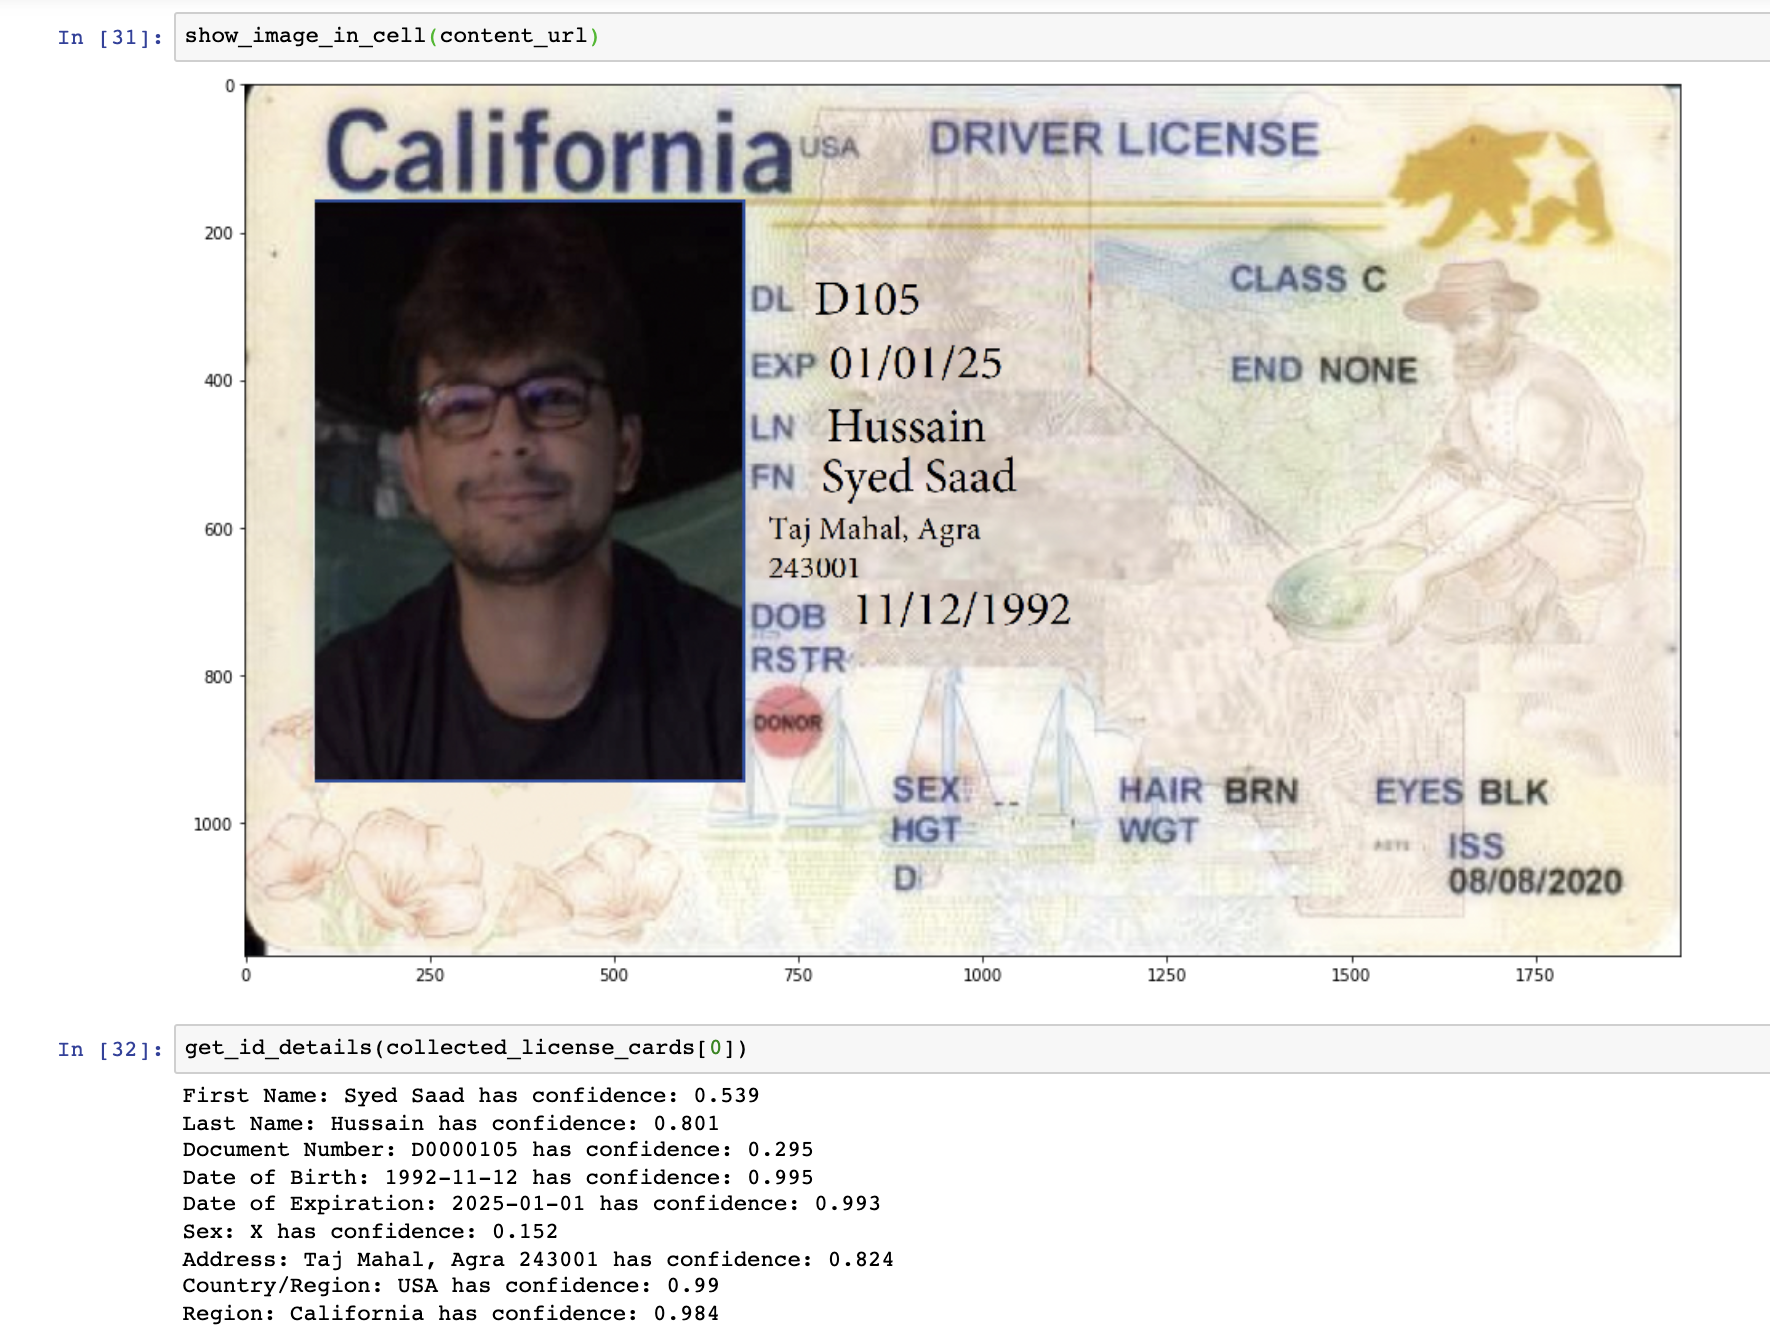 In [31]: show_image_in_cell(content_url)
0
200
400
600
800
1000
California USA DRIVER LICENSE
CLASS C
DL D105
EXP 01/01/25
END NONE
LN Hussain
FN Syed Saad
Taj Mahal, Agra
243001
DOB 11/12/1992
RSTR
DONOR
SEX -- HAIR BRN EYES BLK
HGT WGT
ISS
D
08/08/2020
0 250 500 750 1000 1250 1500 1750
In [32]: get_id_details(collected_license_cards[0])
First Name: Syed Saad has confidence: 0.539
Last Name: Hussain has confidence: 0.801
Document Number: D0000105 has confidence: 0.295
Date of Birth: 1992-11-12 has confidence: 0.995
Date of Expiration: 2025-01-01 has confidence: 0.993
Sex: X has confidence: 0.152
Address: Taj Mahal, Agra 243001 has confidence: 0.824
Country/Region: USA has confidence: 0.99
Region: California has confidence: 0.984